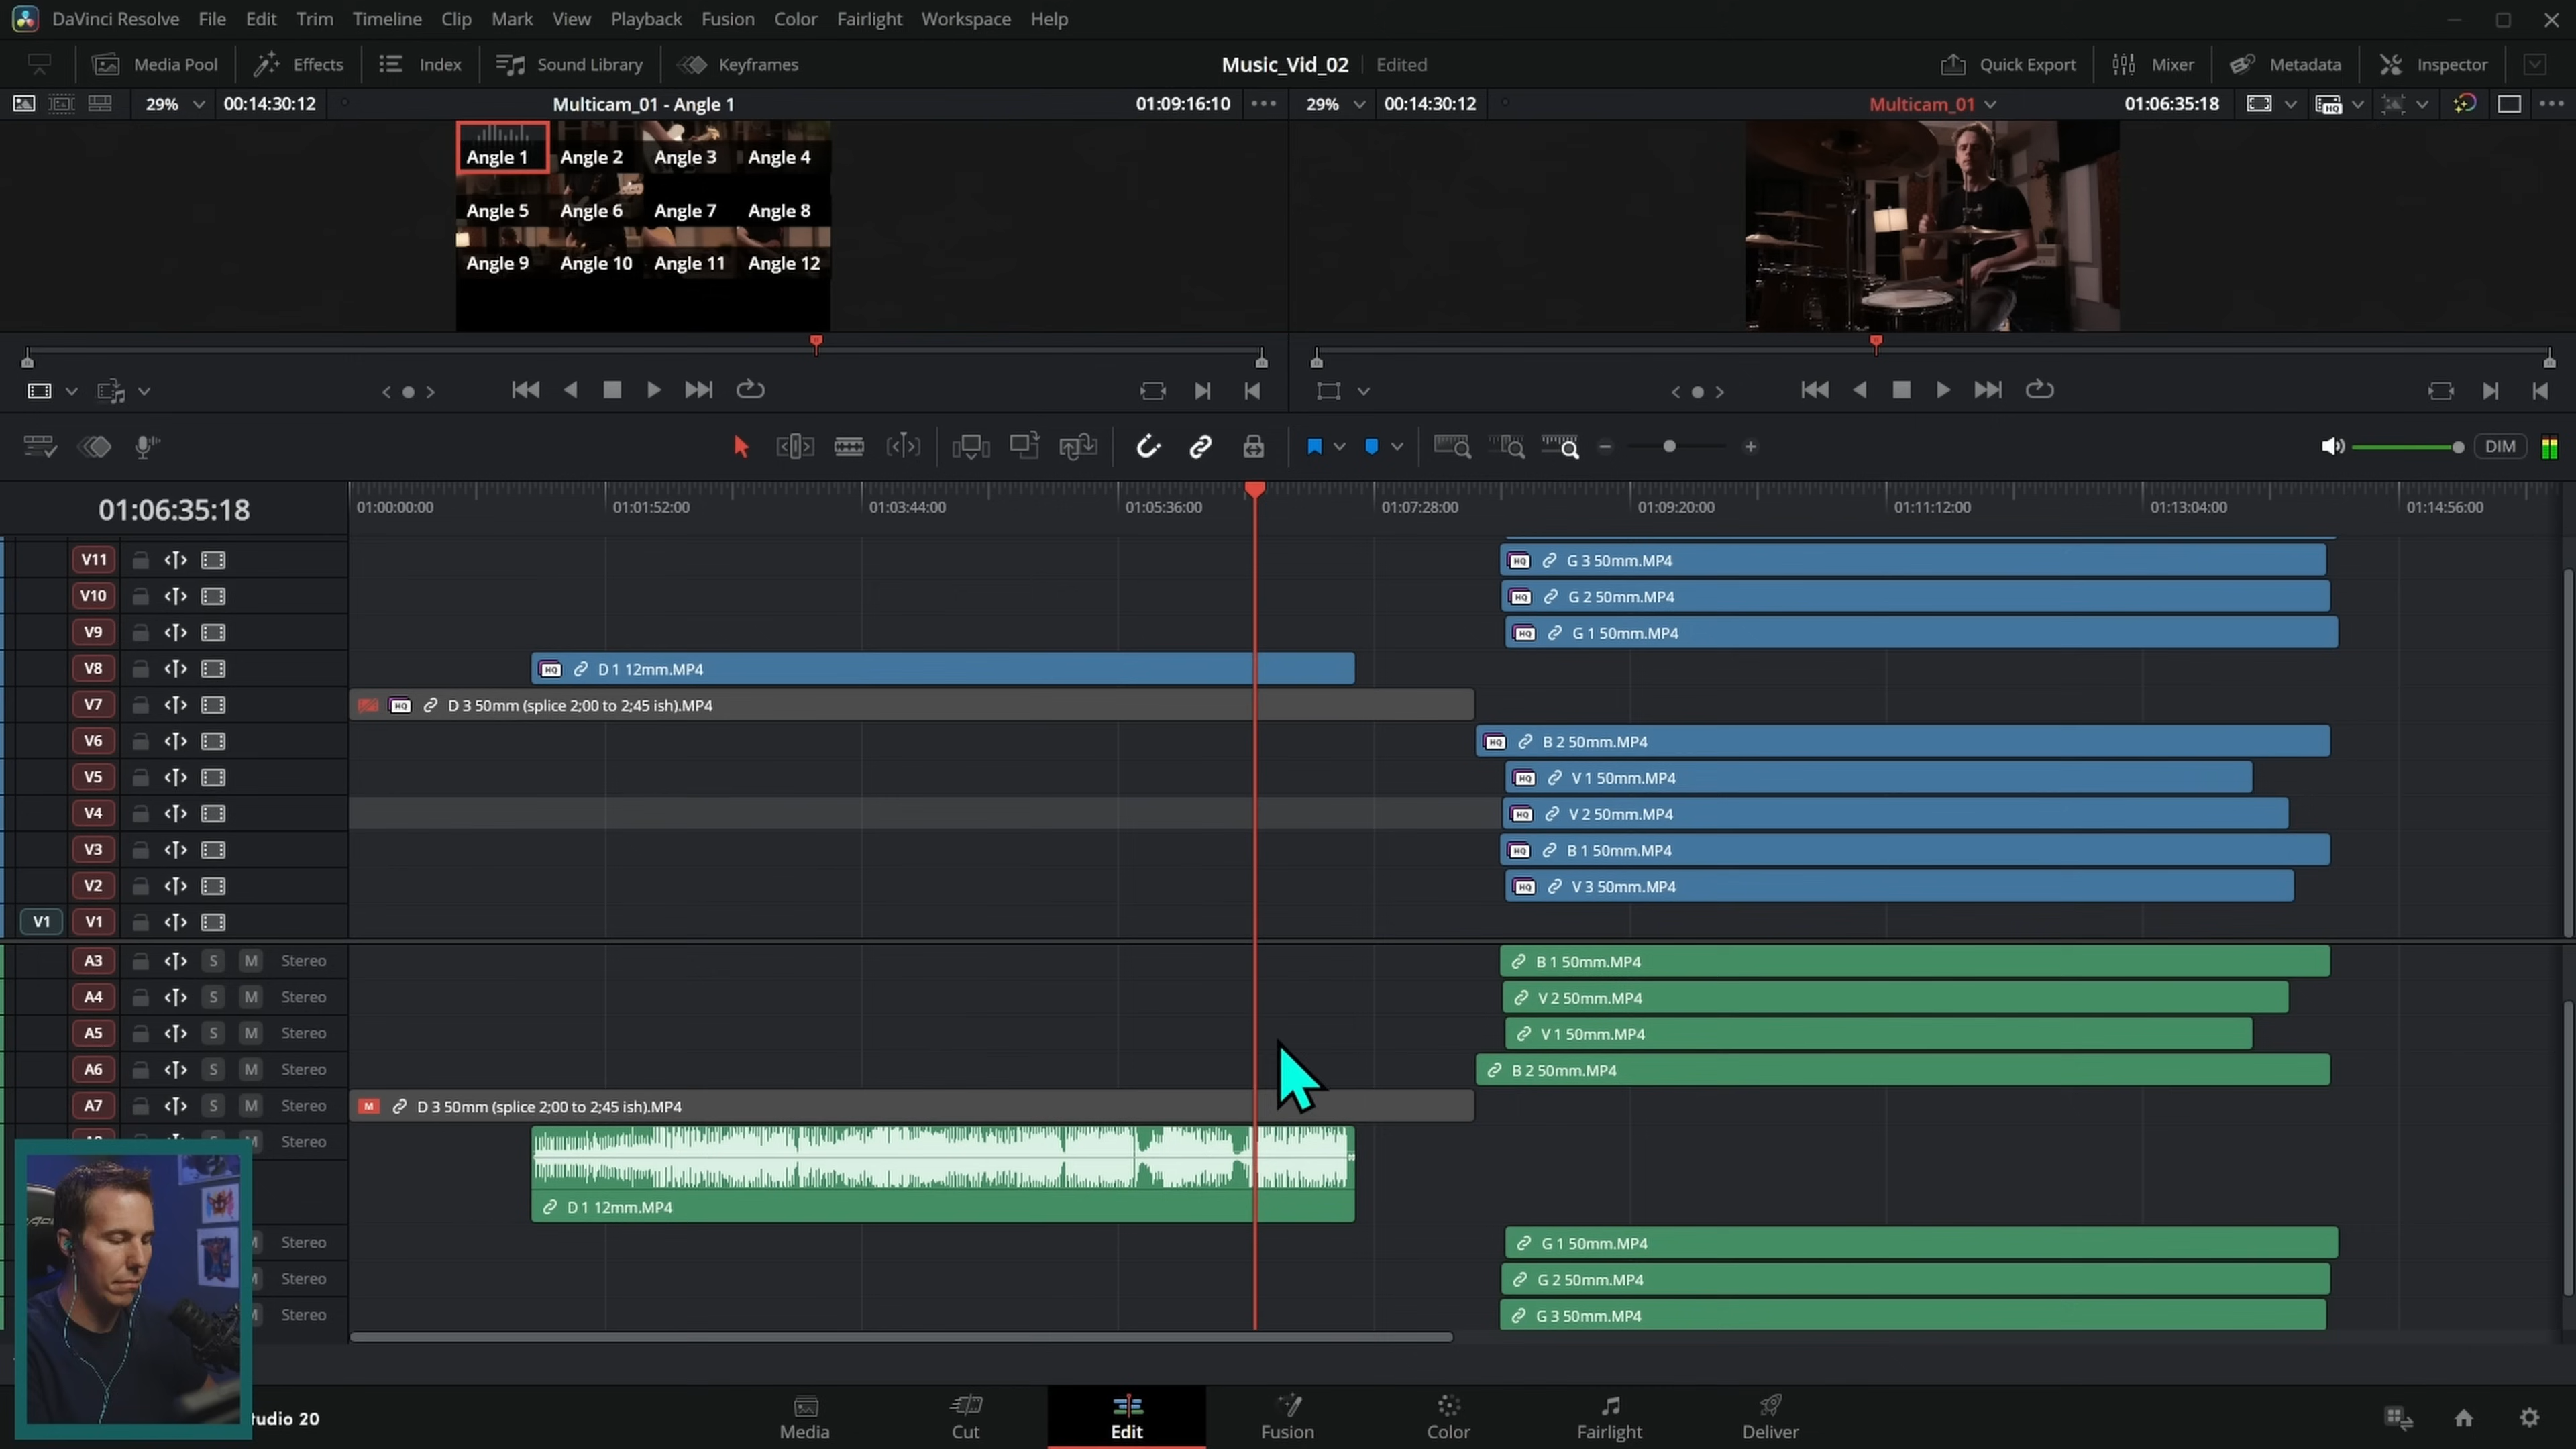 DaVinci Resolve File Edit Trim Timeline Clip Mark View Playback Fusion Color Fairlight Workspace Help
Media Pool Effects Index Sound Library Keyframes Music_Vid_02 Edited Quick Export Mixer Metadata Inspector
29% 00:14:30:12 Multicam_01 - Angle 1 01:09:16:10 29% 00:14:30:12 Multicam_01 01:06:35:18
Angle 1 Angle 2 Angle 3 Angle 4
Angle 5 Angle 6 Angle 7 Angle 8
Angle 9 Angle 10 Angle 11 Angle 12
DIM
01:06:35:18 01:00:00:00 01:01:52:00 01:03:44:00 01:05:36:00 01:07:28:00 01:09:20:00 01:11:12:00 01:13:04:00 01:14:56:00
V11 HQ G 3 50mm.MP4
V10 HQ G 2 50mm.MP4
V9 HQ G 1 50mm.MP4
V8 HQ D 1 12mm.MP4
V7 HQ D 3 50mm (splice 2;00 to 2;45 ish).MP4
V6 HQ B 2 50mm.MP4
V5 HQ V 1 50mm.MP4
V4 HQ V 2 50mm.MP4
V3 HQ B 1 50mm.MP4
V2 HQ V 3 50mm.MP4
V1 V1
A3 S M Stereo B 1 50mm.MP4
A4 S M Stereo V 2 50mm.MP4
A5 S M Stereo V 1 50mm.MP4
A6 S M Stereo B 2 50mm.MP4
A7 S M Stereo M D 3 50mm (splice 2;00 to 2;45 ish).MP4
Stereo
D 1 12mm.MP4
M Stereo G 1 50mm.MP4
M Stereo G 2 50mm.MP4
M Stereo G 3 50mm.MP4
tudio 20
Media Cut Edit Fusion Color Fairlight Deliver